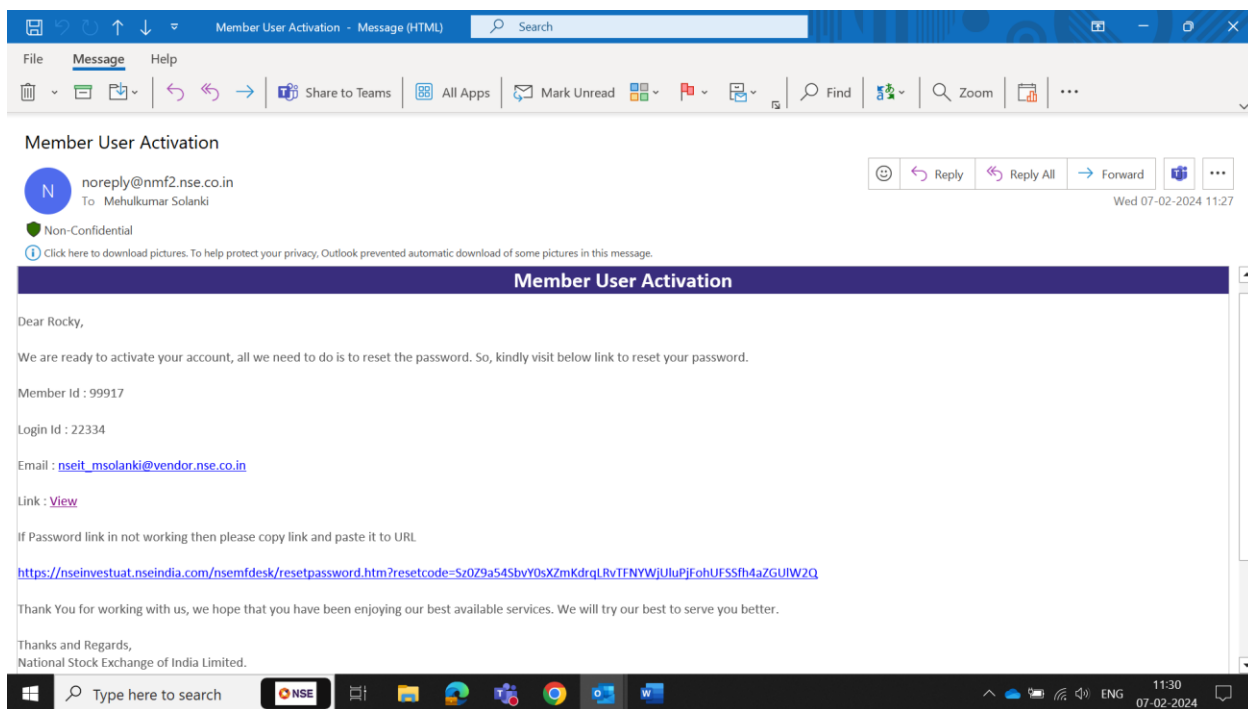 Member User Activation - Message (HTML)
Search
File Message Help
Share to Teams All Apps Mark Unread Find Zoom
Member User Activation
N
noreply@nmf2.nse.co.in
To Mehulkumar Solanki
Reply Reply All Forward
Wed 07-02-2024 11:27
Non-Confidential
Click here to download pictures. To help protect your privacy, Outlook prevented automatic download of some pictures in this message.
Member User Activation
Dear Rocky,
We are ready to activate your account, all we need to do is to reset the password. So, kindly visit below link to reset your password.
Member Id : 99917
Login Id : 22334
Email : nseit_msolanki@vendor.nse.co.in
Link : View
If Password link in not working then please copy link and paste it to URL
https://nseinvestuat.nseindia.com/nsemfdesk/resetpassword.htm?resetcode=Sz0Z9a54SbvY0sXZmKdrqLRvTFNYWjUluPjFohUFSSfh4aZGUlW2Q
Thank You for working with us, we hope that you have been enjoying our best available services. We will try our best to serve you better.
Thanks and Regards,
National Stock Exchange of India Limited.
Type here to search
NSE
ENG
11:30
07-02-2024